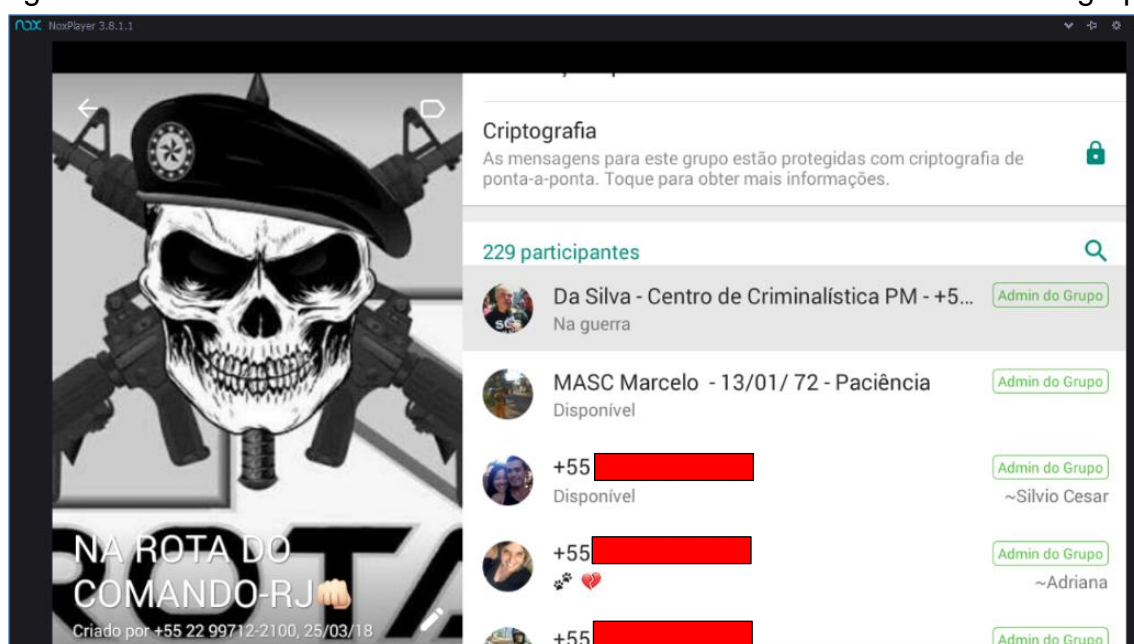 NoxPlayer 3.8.1.1
Criptografia
As mensagens para este grupo estão protegidas com criptografia de
ponta-a-ponta. Toque para obter mais informações.
229 participantes
Da Silva - Centro de Criminalística PM - +5... Admin do Grupo
Na guerra
MASC Marcelo - 13/01/ 72 - Paciência Admin do Grupo
Disponível
+55 Admin do Grupo
Disponível ~Silvio Cesar
+55 Admin do Grupo
🐾 💔 ~Adriana
+55 Admin do Grupo
ROTA
NA ROTA DO
COMANDO-RJ👊🏻
Criado por +55 22 99712-2100, 25/03/18